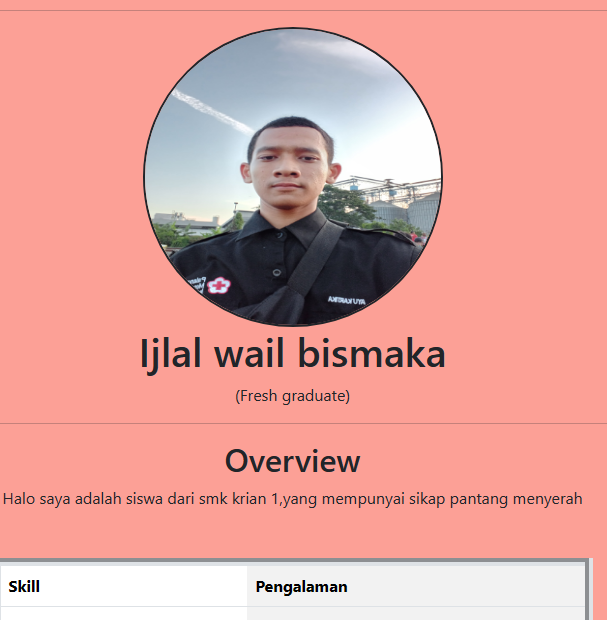 Ijlal wail bismaka
(Fresh graduate)
Overview
Halo saya adalah siswa dari smk krian 1,yang mempunyai sikap pantang menyerah
Skill
Pengalaman